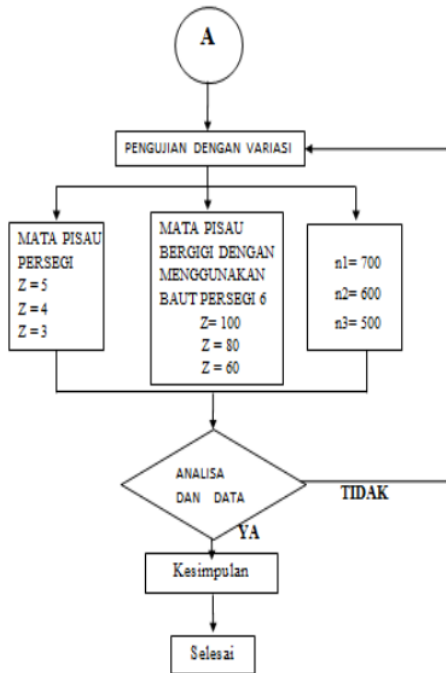 A
PENGUJIAN DENGAN VARIASI
MATA PISAU
PERSEGI
Z = 5
Z = 4
Z = 3
MATA PISAU
BERGIGI DENGAN
MENGGUNAKAN
BAUT PERSEGI 6
Z= 100
Z = 80
Z = 60
n1= 700
n2= 600
n3= 500
ANALISA
DAN DATA
TIDAK
YA
Kesimpulan
Selesai